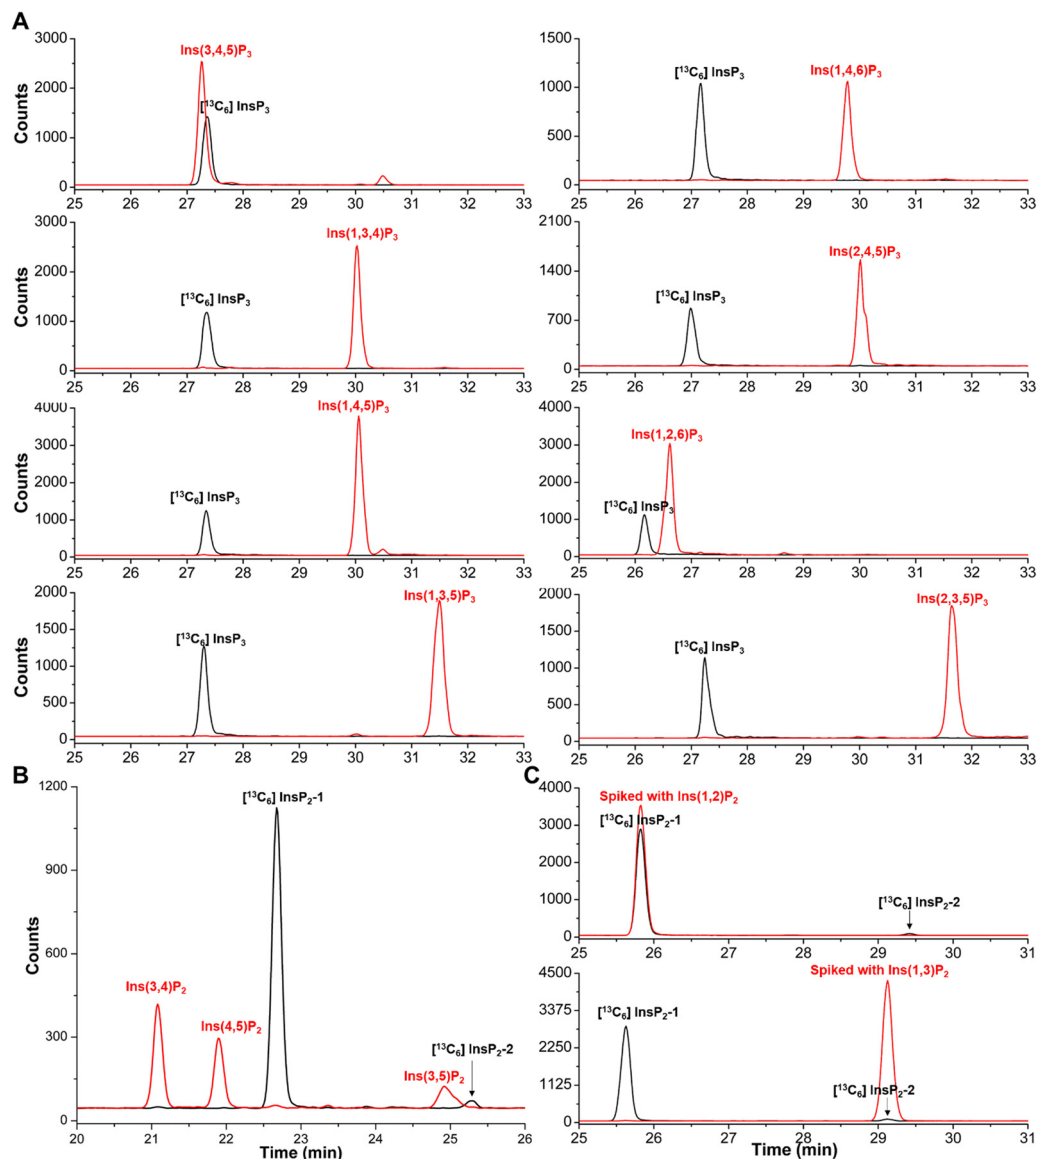 A
Ins(3,4,5)P₃
[¹³C₆] InsP₃
Counts
3000
2000
1000
0
25 26 27 28 29 30 31 32 33
[¹³C₆] InsP₃
Ins(1,4,6)P₃
1500
1000
500
0
25 26 27 28 29 30 31 32 33
Ins(1,3,4)P₃
[¹³C₆] InsP₃
Counts
3000
2000
1000
0
25 26 27 28 29 30 31 32 33
Ins(2,4,5)P₃
[¹³C₆] InsP₃
2100
1400
700
0
25 26 27 28 29 30 31 32 33
Ins(1,4,5)P₃
[¹³C₆] InsP₃
Counts
4000
3000
2000
1000
0
25 26 27 28 29 30 31 32 33
Ins(1,2,6)P₃
[¹³C₆] InsP₃
4000
3000
2000
1000
0
25 26 27 28 29 30 31 32 33
Ins(1,3,5)P₃
[¹³C₆] InsP₃
Counts
2000
1500
1000
500
0
25 26 27 28 29 30 31 32 33
Ins(2,3,5)P₃
[¹³C₆] InsP₃
2000
1500
1000
500
0
25 26 27 28 29 30 31 32 33
B
[¹³C₆] InsP₂-1
Ins(3,4)P₂
Ins(4,5)P₂
[¹³C₆] InsP₂-2
Ins(3,5)P₂
Counts
1200
900
600
300
0
20 21 22 23 24 25 26
Time (min)
C
Spiked with Ins(1,2)P₂
[¹³C₆] InsP₂-1
[¹³C₆] InsP₂-2
4000
3000
2000
1000
0
25 26 27 28 29 30 31
Spiked with Ins(1,3)P₂
[¹³C₆] InsP₂-1
[¹³C₆] InsP₂-2
4500
3375
2250
1125
0
25 26 27 28 29 30 31
Time (min)